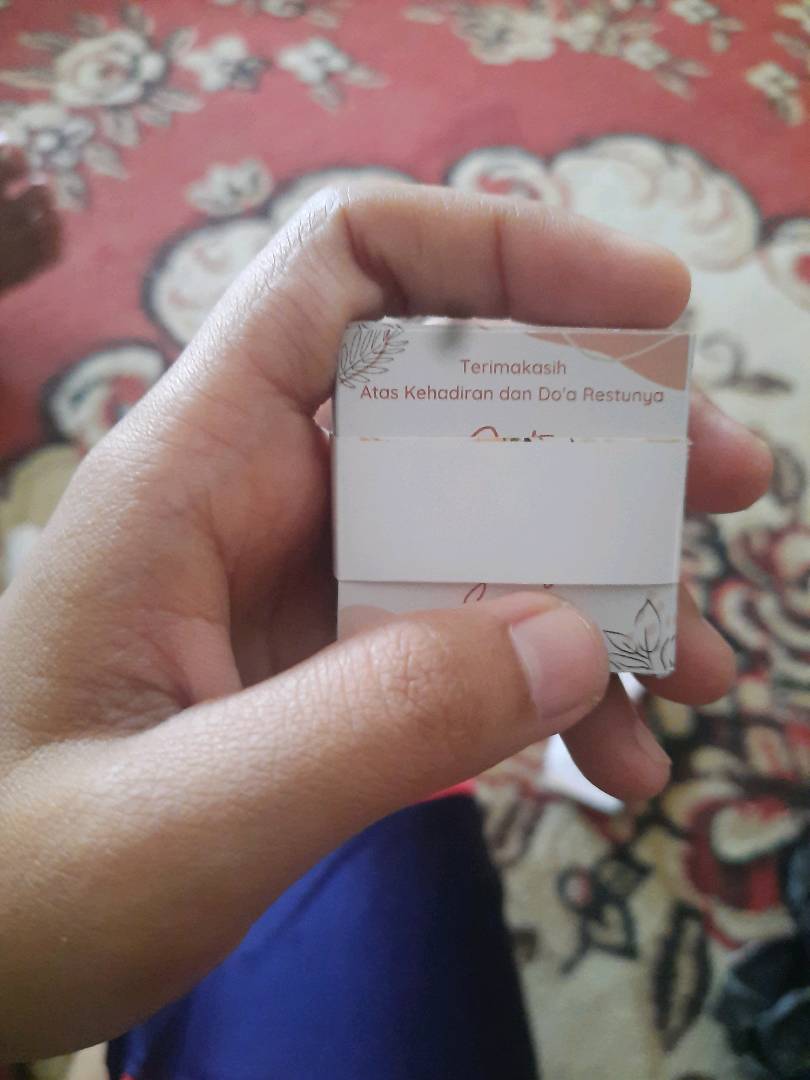 Terimakasih
Atas Kehadiran dan Do'a Restunya